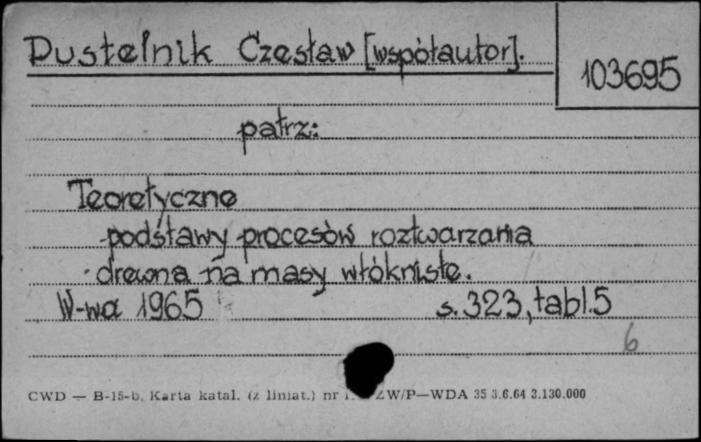 Pustelnik Czesław [współautor].
103695
patrz:
Teoretyczne
podstawy procesów roztwarzania
drewna na masy włókniste.
W-wa 1965 s. 323, tabl. 5
6
CWD — B-15-b. Karta katal. (z liniat.) nr ZW/P—WDA 35 3.6.64 3.130.000